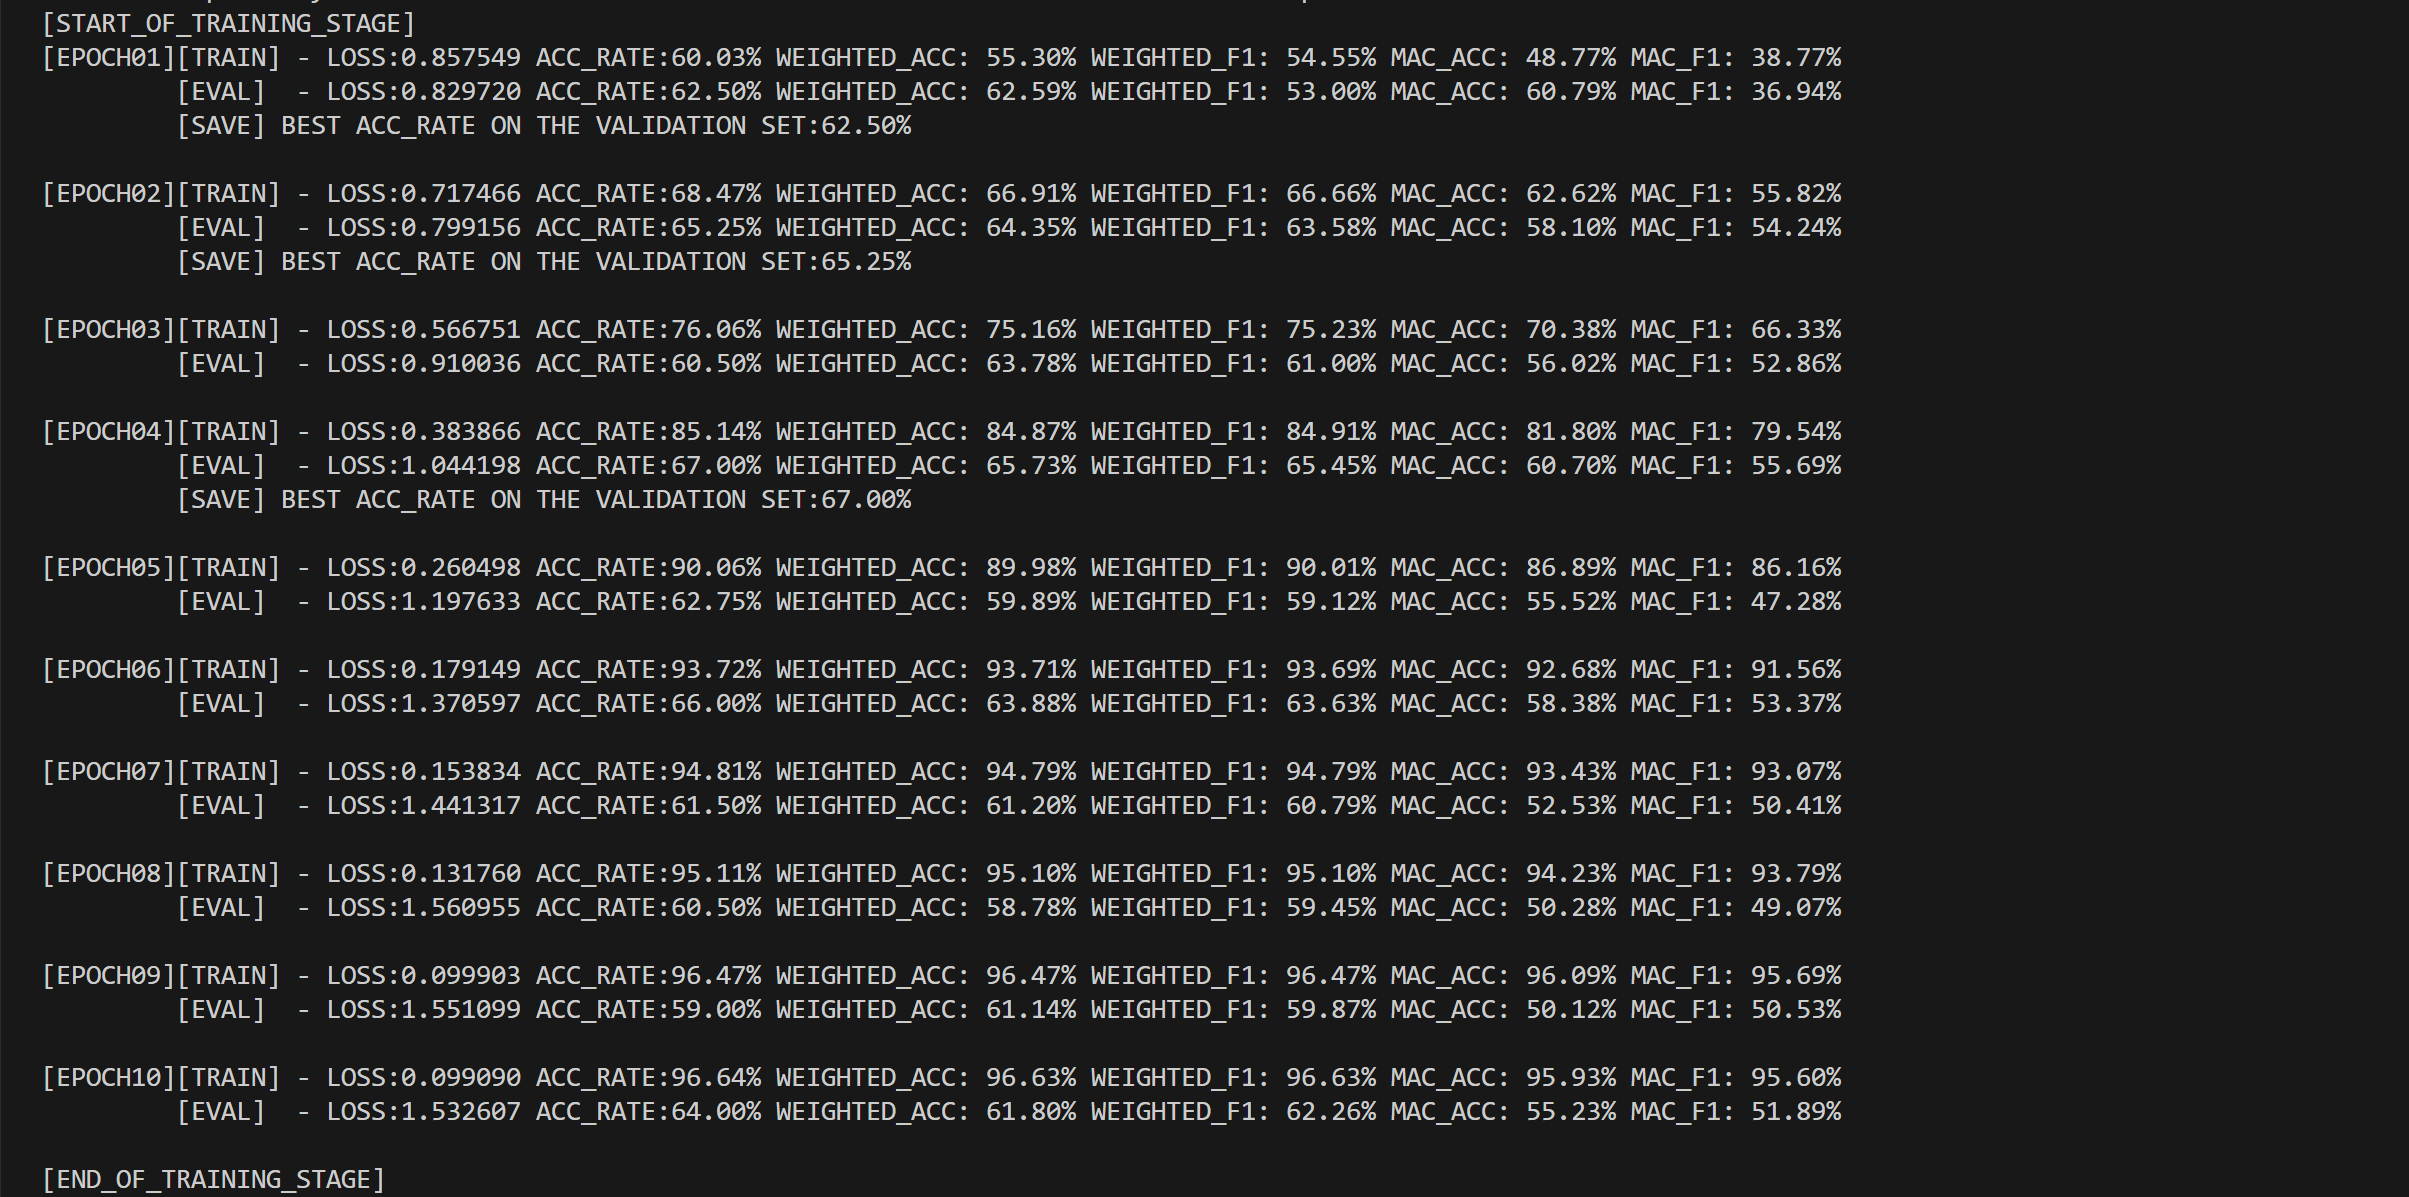 [START_OF_TRAINING_STAGE]
[EPOCH01][TRAIN] - LOSS:0.857549 ACC_RATE:60.03% WEIGHTED_ACC: 55.30% WEIGHTED_F1: 54.55% MAC_ACC: 48.77% MAC_F1: 38.77%
[EVAL]  - LOSS:0.829720 ACC_RATE:62.50% WEIGHTED_ACC: 62.59% WEIGHTED_F1: 53.00% MAC_ACC: 60.79% MAC_F1: 36.94%
[SAVE] BEST ACC_RATE ON THE VALIDATION SET:62.50%
[EPOCH02][TRAIN] - LOSS:0.717466 ACC_RATE:68.47% WEIGHTED_ACC: 66.91% WEIGHTED_F1: 66.66% MAC_ACC: 62.62% MAC_F1: 55.82%
[EVAL]  - LOSS:0.799156 ACC_RATE:65.25% WEIGHTED_ACC: 64.35% WEIGHTED_F1: 63.58% MAC_ACC: 58.10% MAC_F1: 54.24%
[SAVE] BEST ACC_RATE ON THE VALIDATION SET:65.25%
[EPOCH03][TRAIN] - LOSS:0.566751 ACC_RATE:76.06% WEIGHTED_ACC: 75.16% WEIGHTED_F1: 75.23% MAC_ACC: 70.38% MAC_F1: 66.33%
[EVAL]  - LOSS:0.910036 ACC_RATE:60.50% WEIGHTED_ACC: 63.78% WEIGHTED_F1: 61.00% MAC_ACC: 56.02% MAC_F1: 52.86%
[EPOCH04][TRAIN] - LOSS:0.383866 ACC_RATE:85.14% WEIGHTED_ACC: 84.87% WEIGHTED_F1: 84.91% MAC_ACC: 81.80% MAC_F1: 79.54%
[EVAL]  - LOSS:1.044198 ACC_RATE:67.00% WEIGHTED_ACC: 65.73% WEIGHTED_F1: 65.45% MAC_ACC: 60.70% MAC_F1: 55.69%
[SAVE] BEST ACC_RATE ON THE VALIDATION SET:67.00%
[EPOCH05][TRAIN] - LOSS:0.260498 ACC_RATE:90.06% WEIGHTED_ACC: 89.98% WEIGHTED_F1: 90.01% MAC_ACC: 86.89% MAC_F1: 86.16%
[EVAL]  - LOSS:1.197633 ACC_RATE:62.75% WEIGHTED_ACC: 59.89% WEIGHTED_F1: 59.12% MAC_ACC: 55.52% MAC_F1: 47.28%
[EPOCH06][TRAIN] - LOSS:0.179149 ACC_RATE:93.72% WEIGHTED_ACC: 93.71% WEIGHTED_F1: 93.69% MAC_ACC: 92.68% MAC_F1: 91.56%
[EVAL]  - LOSS:1.370597 ACC_RATE:66.00% WEIGHTED_ACC: 63.88% WEIGHTED_F1: 63.63% MAC_ACC: 58.38% MAC_F1: 53.37%
[EPOCH07][TRAIN] - LOSS:0.153834 ACC_RATE:94.81% WEIGHTED_ACC: 94.79% WEIGHTED_F1: 94.79% MAC_ACC: 93.43% MAC_F1: 93.07%
[EVAL]  - LOSS:1.441317 ACC_RATE:61.50% WEIGHTED_ACC: 61.20% WEIGHTED_F1: 60.79% MAC_ACC: 52.53% MAC_F1: 50.41%
[EPOCH08][TRAIN] - LOSS:0.131760 ACC_RATE:95.11% WEIGHTED_ACC: 95.10% WEIGHTED_F1: 95.10% MAC_ACC: 94.23% MAC_F1: 93.79%
[EVAL]  - LOSS:1.560955 ACC_RATE:60.50% WEIGHTED_ACC: 58.78% WEIGHTED_F1: 59.45% MAC_ACC: 50.28% MAC_F1: 49.07%
[EPOCH09][TRAIN] - LOSS:0.099903 ACC_RATE:96.47% WEIGHTED_ACC: 96.47% WEIGHTED_F1: 96.47% MAC_ACC: 96.09% MAC_F1: 95.69%
[EVAL]  - LOSS:1.551099 ACC_RATE:59.00% WEIGHTED_ACC: 61.14% WEIGHTED_F1: 59.87% MAC_ACC: 50.12% MAC_F1: 50.53%
[EPOCH10][TRAIN] - LOSS:0.099090 ACC_RATE:96.64% WEIGHTED_ACC: 96.63% WEIGHTED_F1: 96.63% MAC_ACC: 95.93% MAC_F1: 95.60%
[EVAL]  - LOSS:1.532607 ACC_RATE:64.00% WEIGHTED_ACC: 61.80% WEIGHTED_F1: 62.26% MAC_ACC: 55.23% MAC_F1: 51.89%
[END_OF_TRAINING_STAGE]